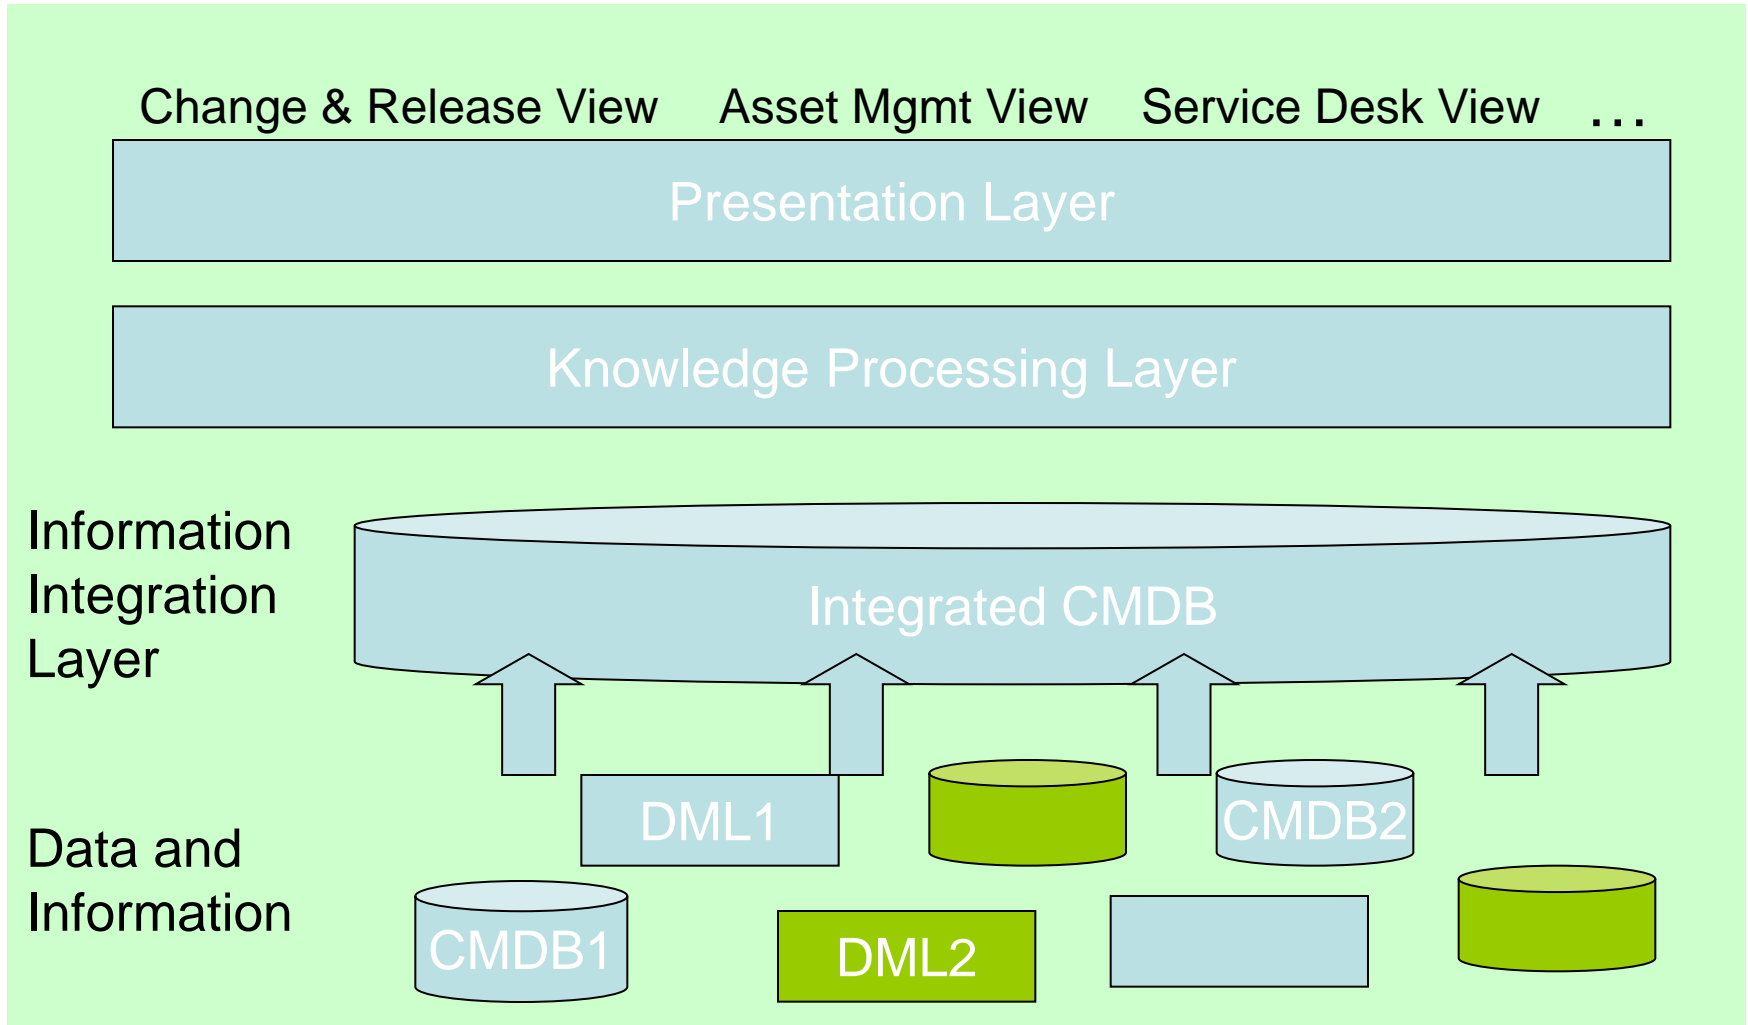 Change & Release View Asset Mgmt View Service Desk View ...
Presentation Layer
Knowledge Processing Layer
Information
Integration
Layer
Integrated CMDB
Data and
Information
DML1
CMDB2
CMDB1
DML2